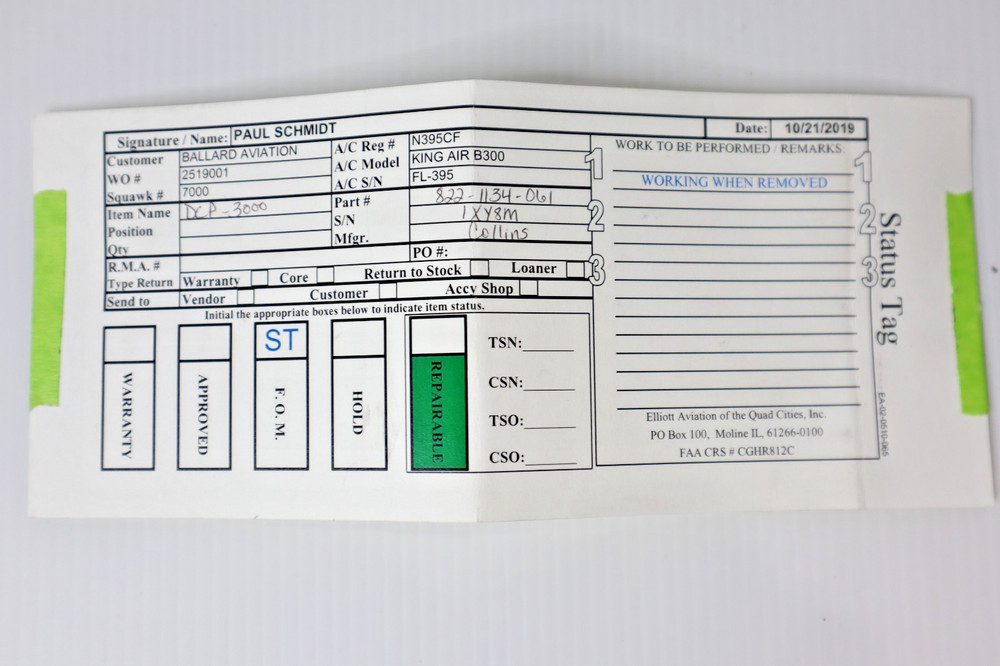 Signature / Name: PAUL SCHMIDT Date: 10/21/2019
Customer BALLARD AVIATION A/C Reg # N395CF
WO # 2519001 A/C Model KING AIR B300
Squawk # 7000 A/C S/N FL-395
Item Name DCP-3000 Part # 822-1134-061
Position S/N 1XY8M
Qty Mfgr. Collins
R.M.A. # PO #:
Type Return Warranty Core Return to Stock Loaner
Send to Vendor Customer Accy Shop
Initial the appropriate boxes below to indicate item status.
WARRANTY
APPROVED
ST
F. O. M.
HOLD
REPAIRABLE
TSN:
CSN:
TSO:
CSO:
1
2
3
WORK TO BE PERFORMED / REMARKS:
WORKING WHEN REMOVED
Elliott Aviation of the Quad Cities, Inc.
PO Box 100, Moline IL, 61266-0100
FAA CRS # CGHR812C
1
2
3
Status Tag
EA-02-0510-065